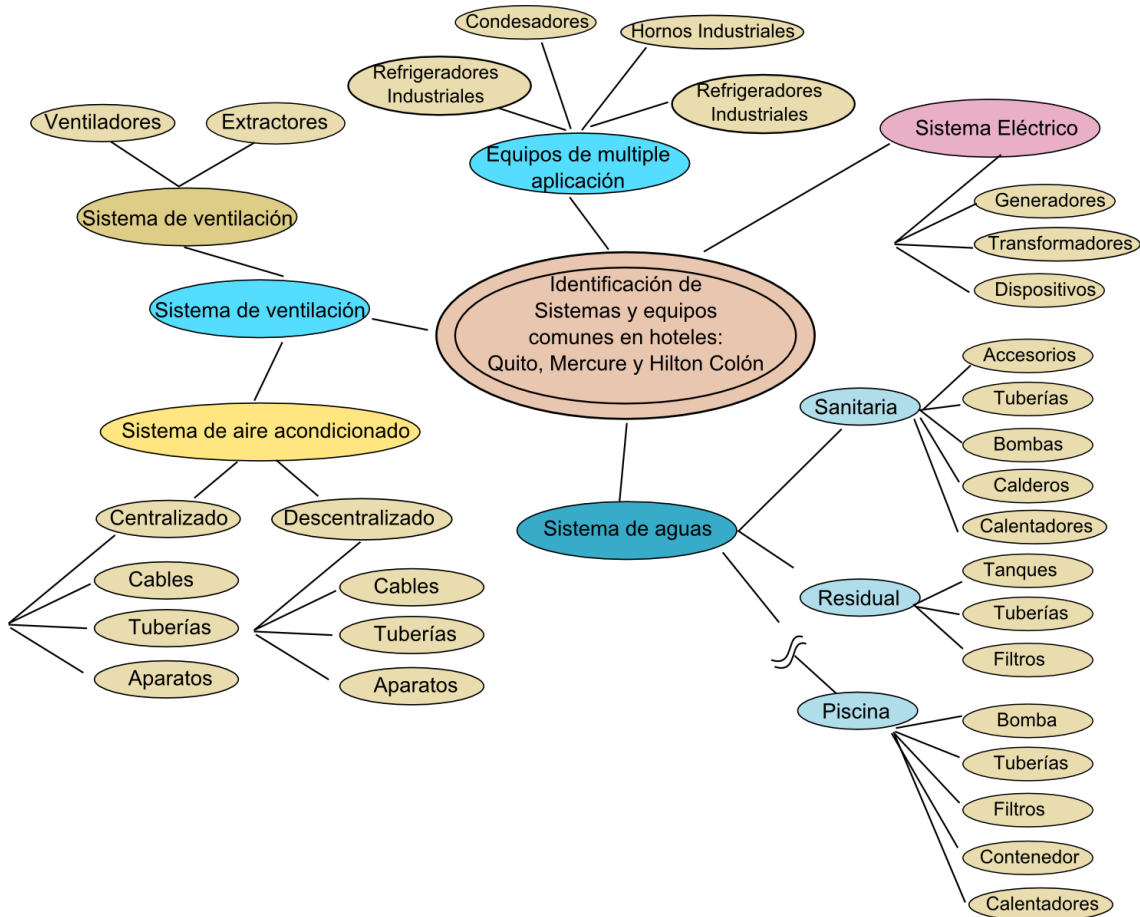 Condesadores
Hornos Industriales
Refrigeradores
Industriales
Refrigeradores
Industriales
Ventiladores
Extractores
Sistema Eléctrico
Equipos de multiple
aplicación
Sistema de ventilación
Generadores
Transformadores
Dispositivos
Identificación de
Sistemas y equipos
comunes en hoteles:
Quito, Mercure y Hilton Colón
Sistema de ventilación
Sistema de aire acondicionado
Centralizado
Descentralizado
Cables
Tuberías
Aparatos
Cables
Tuberías
Aparatos
Sistema de aguas
Sanitaria
Accesorios
Tuberías
Bombas
Calderos
Calentadores
Residual
Tanques
Tuberías
Filtros
Piscina
Bomba
Tuberías
Filtros
Contenedor
Calentadores